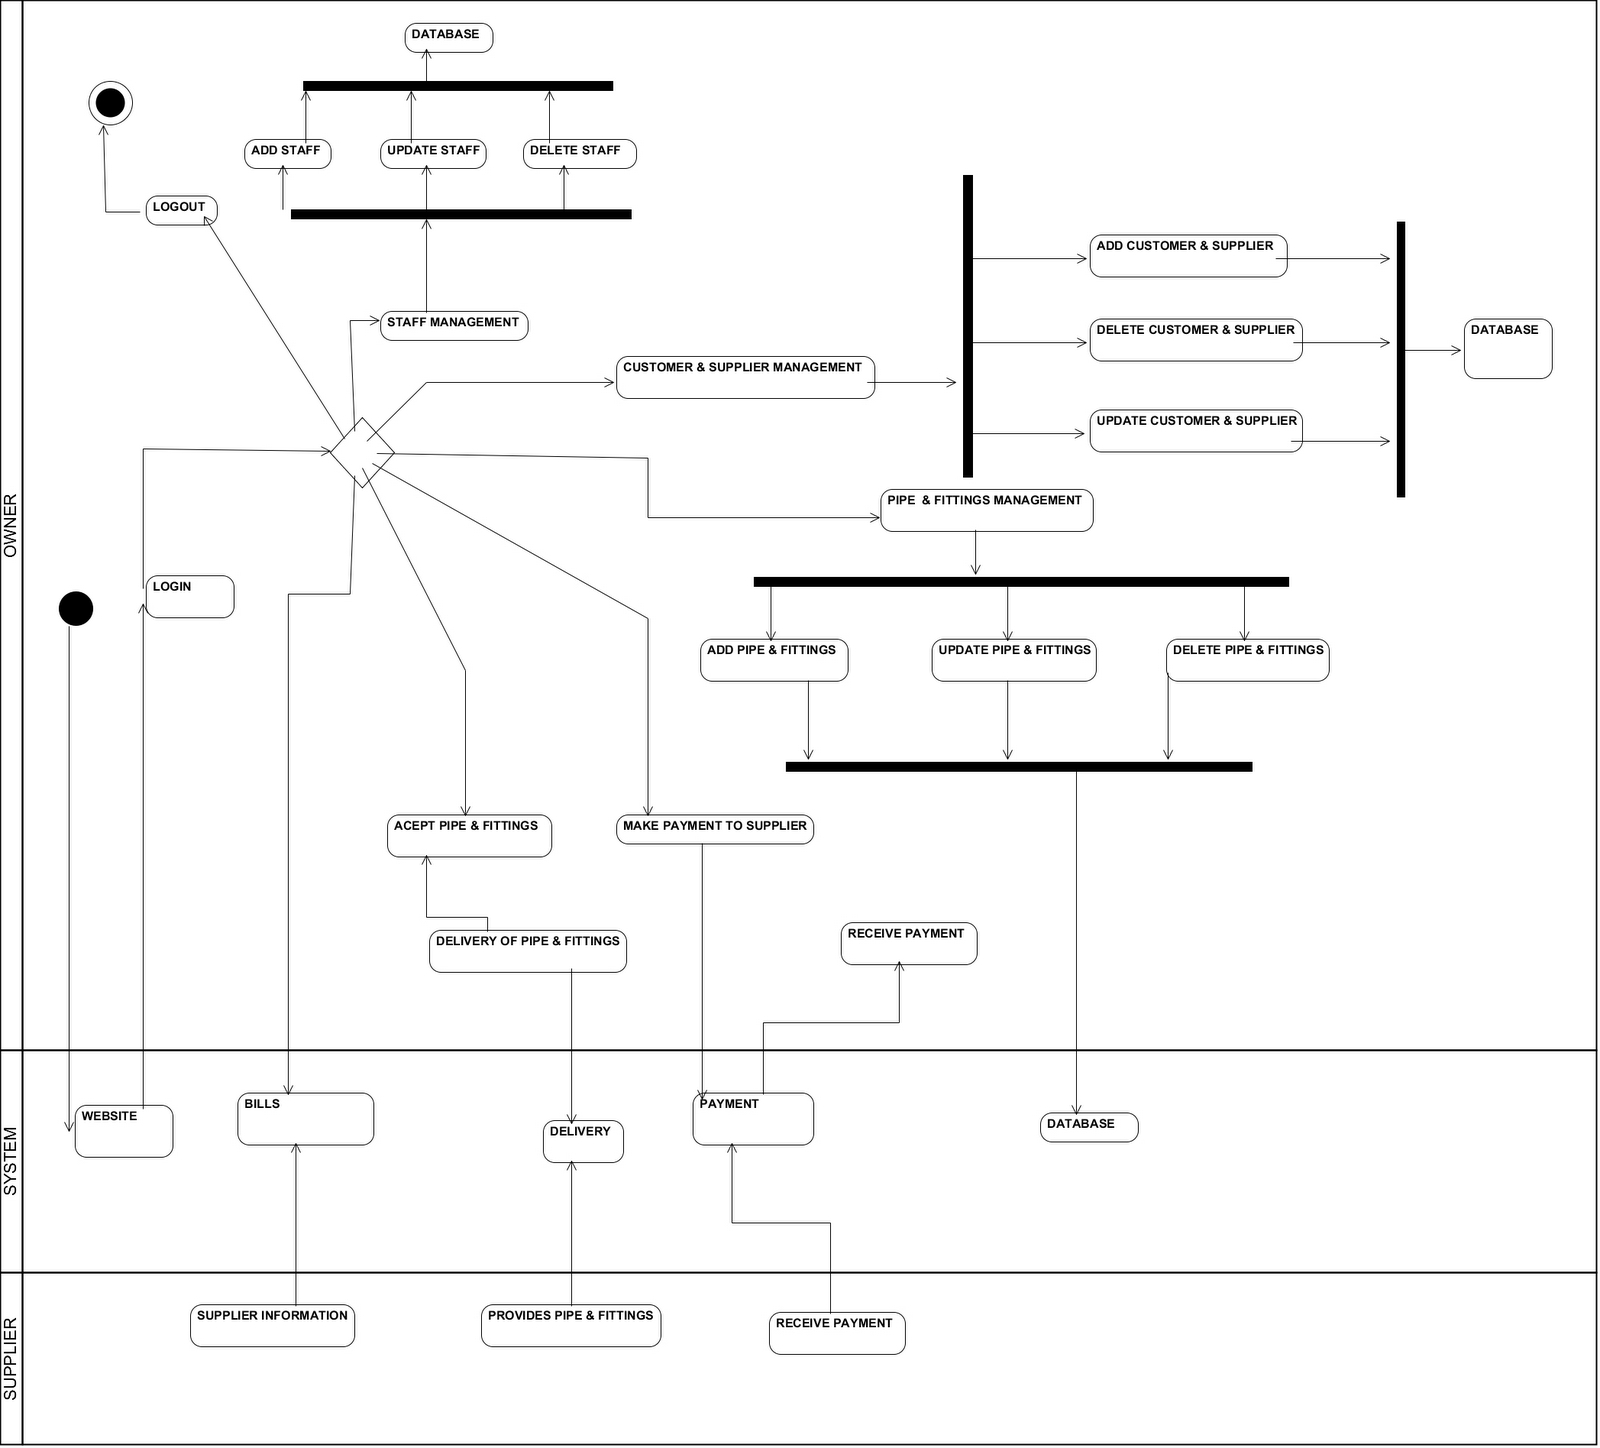 DATABASE
ADD STAFF
UPDATE STAFF
DELETE STAFF
LOGOUT
STAFF MANAGEMENT
CUSTOMER & SUPPLIER MANAGEMENT
ADD CUSTOMER & SUPPLIER
DELETE CUSTOMER & SUPPLIER
UPDATE CUSTOMER & SUPPLIER
DATABASE
OWNER
LOGIN
PIPE & FITTINGS MANAGEMENT
ADD PIPE & FITTINGS
UPDATE PIPE & FITTINGS
DELETE PIPE & FITTINGS
ACEPT PIPE & FITTINGS
MAKE PAYMENT TO SUPPLIER
DELIVERY OF PIPE & FITTINGS
RECEIVE PAYMENT
SYSTEM
WEBSITE
BILLS
DELIVERY
PAYMENT
DATABASE
SUPPLIER
SUPPLIER INFORMATION
PROVIDES PIPE & FITTINGS
RECEIVE PAYMENT